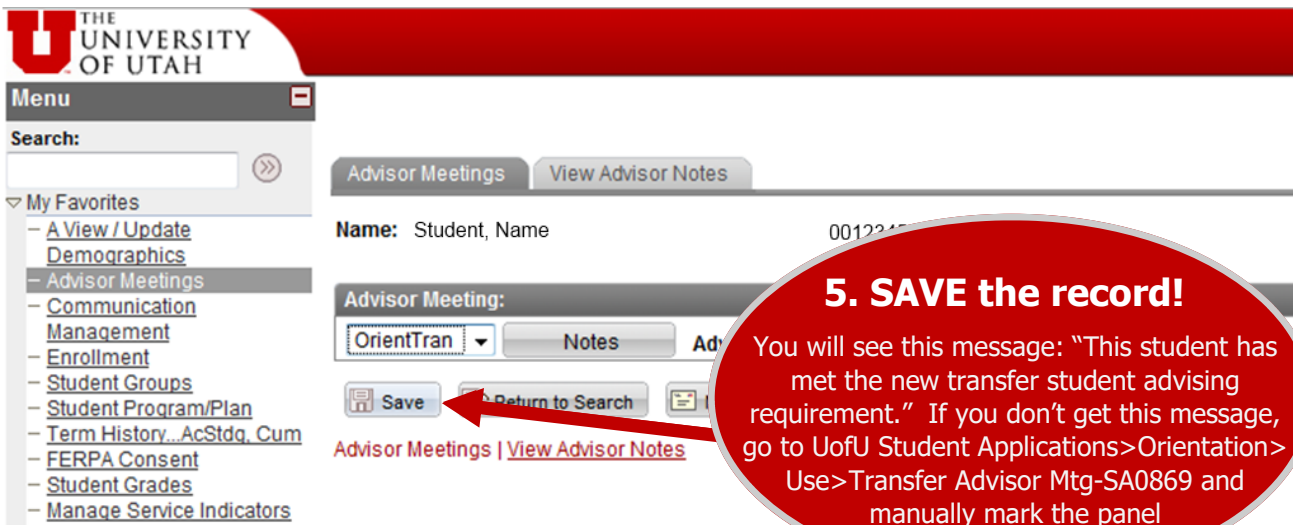 THE
UNIVERSITY
OF UTAH
Menu
Search:
My Favorites
– A View / Update
Demographics
– Advisor Meetings
– Communication
Management
– Enrollment
– Student Groups
– Student Program/Plan
– Term History...AcStdg, Cum
– FERPA Consent
– Student Grades
– Manage Service Indicators
Advisor Meetings View Advisor Notes
Name: Student, Name
Advisor Meeting:
OrientTran Notes
Save Return to Search
Advisor Meetings | View Advisor Notes
5. SAVE the record!
You will see this message: “This student has
met the new transfer student advising
requirement.” If you don’t get this message,
go to UofU Student Applications>Orientation>
Use>Transfer Advisor Mtg-SA0869 and
manually mark the panel